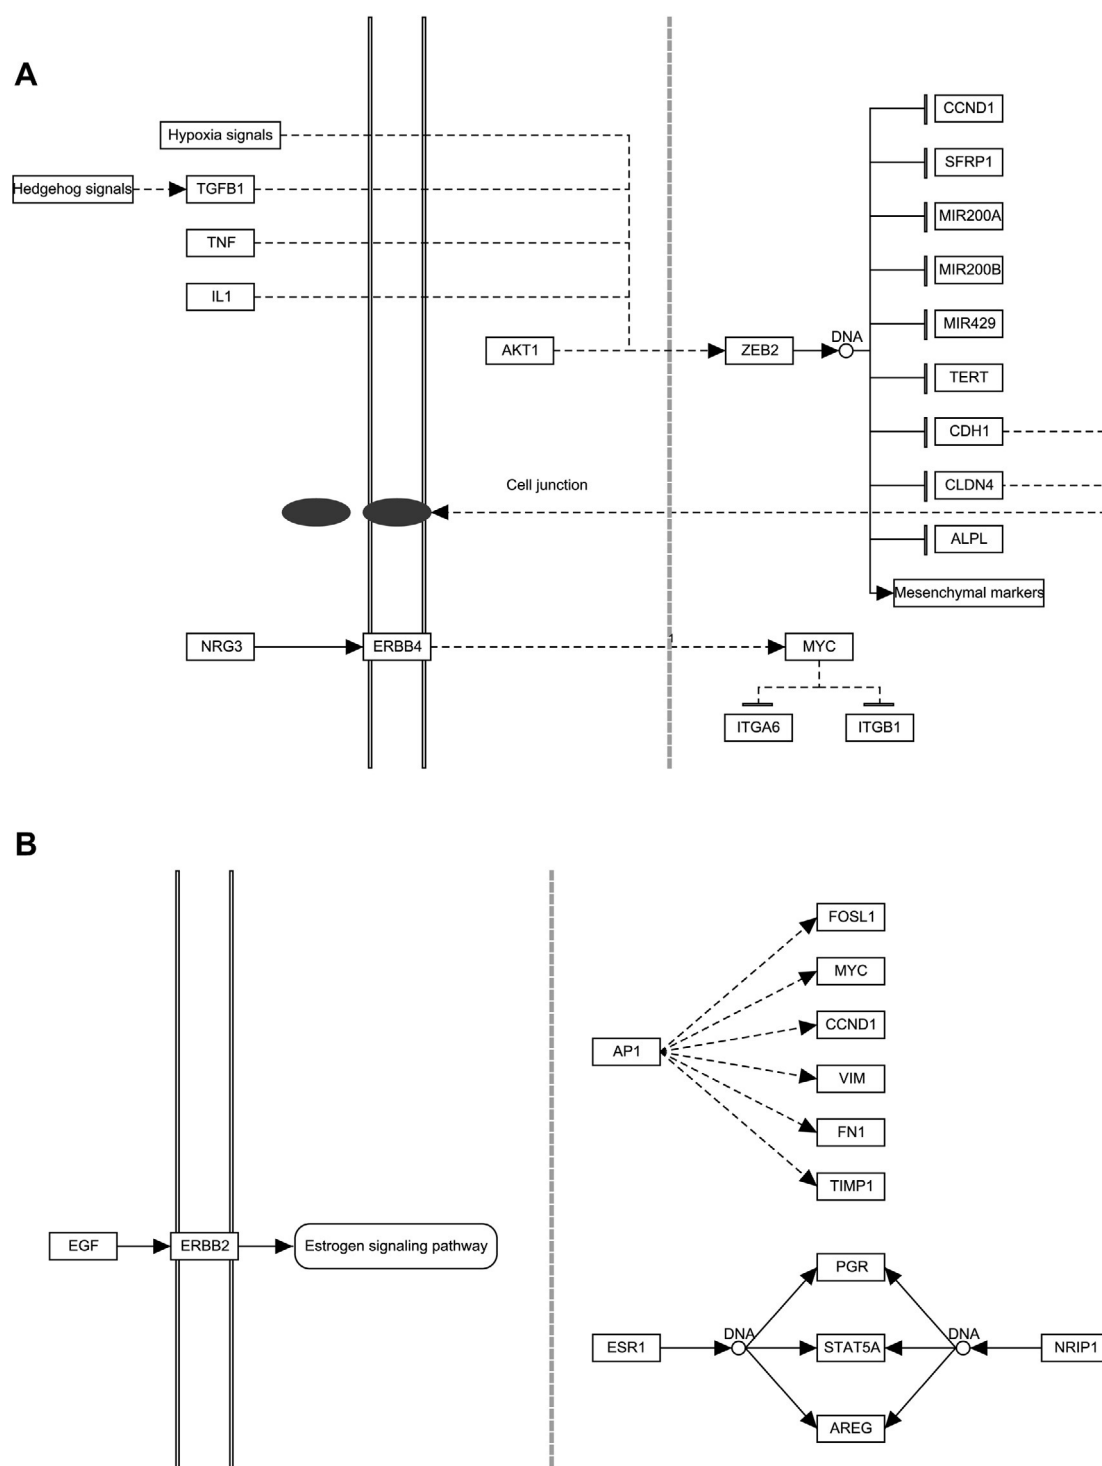 A
CCND1
Hypoxia signals
SFRP1
Hedgehog signals
TGFB1
MIR200A
TNF
MIR200B
IL1
MIR429
DNA
AKT1
ZEB2
TERT
CDH1
Cell junction
CLDN4
ALPL
Mesenchymal markers
NRG3
ERBB4
1
MYC
ITGA6
ITGB1
B
FOSL1
MYC
CCND1
AP1
VIM
FN1
TIMP1
EGF
ERBB2
Estrogen signaling pathway
PGR
DNA
DNA
ESR1
STAT5A
NRIP1
AREG